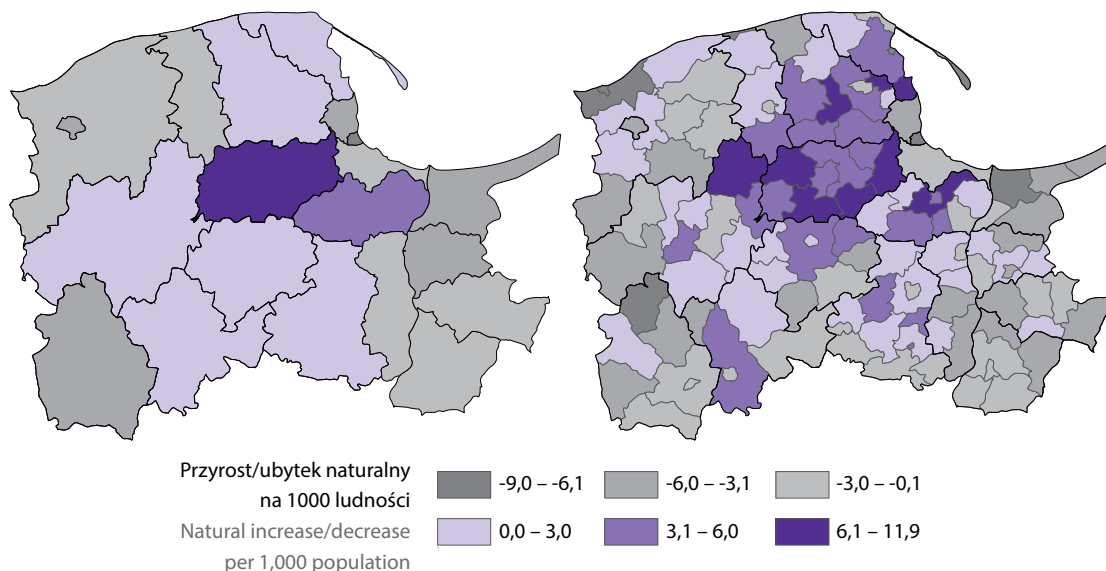 Przyrost/ubytek naturalny
na 1000 ludności
Natural increase/decrease
per 1,000 population
-9,0 – -6,1
-6,0 – -3,1
-3,0 – -0,1
0,0 – 3,0
3,1 – 6,0
6,1 – 11,9